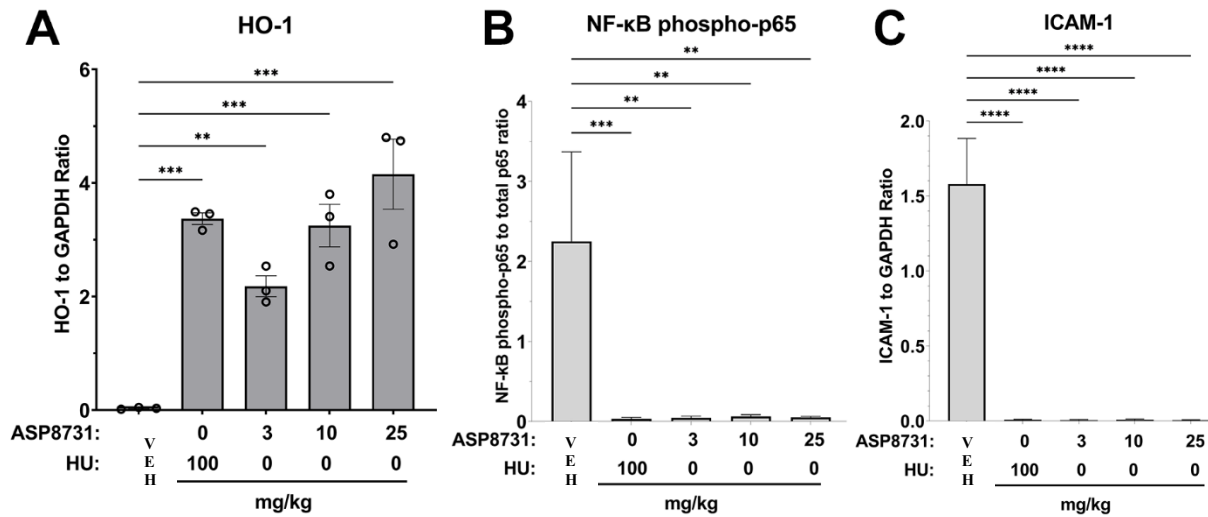 A
HO-1
***
***
**
***
HO-1 to GAPDH Ratio
6
4
2
0
ASP8731: VEH 0 3 10 25
HU: 100 0 0 0
mg/kg
B
NF-κB phospho-p65
**
**
**
***
NF-kB phospho-p65 to total p65 ratio
4
3
2
1
0
ASP8731: VEH 0 3 10 25
HU: 100 0 0 0
mg/kg
C
ICAM-1
****
****
****
****
ICAM-1 to GAPDH Ratio
2.0
1.5
1.0
0.5
0.0
ASP8731: VEH 0 3 10 25
HU: 100 0 0 0
mg/kg